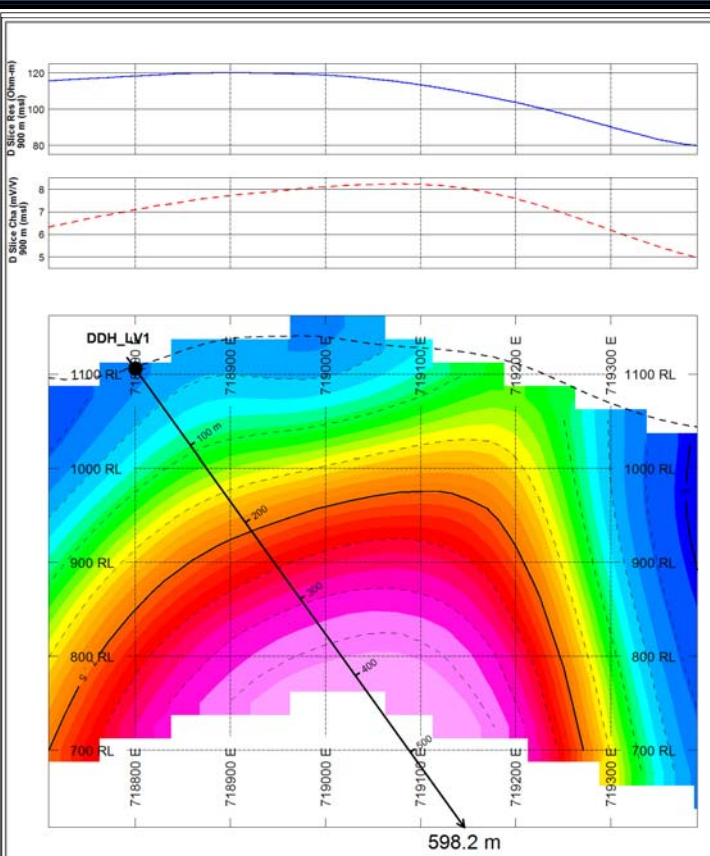 D Slice Res (Ohm-m)
900 m (msl)
120
100
80
D Slice Cha (mV/V)
900 m (msl)
8
7
6
5
DDH_LV1
718900 E
719000 E
719100 E
719200 E
719300 E
1100 RL
1100 RL
100 m
1000 RL
1000 RL
200
900 RL
900 RL
300
800 RL
800 RL
400
700 RL
500
700 RL
718800 E
718900 E
719000 E
719100 E
719200 E
719300 E
598.2 m